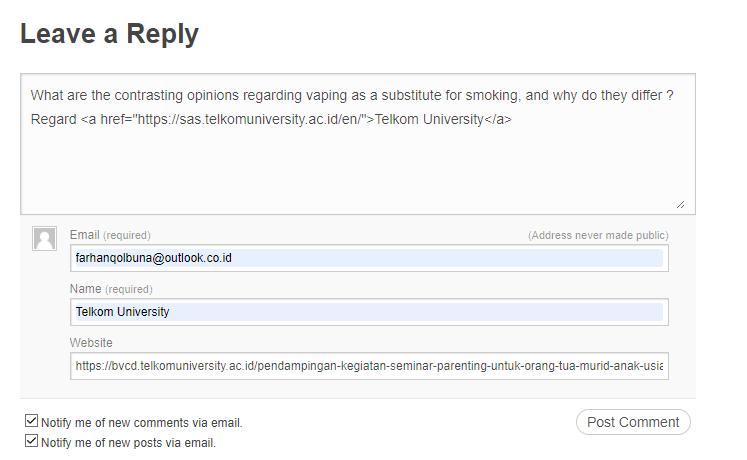 Leave a Reply
What are the contrasting opinions regarding vaping as a substitute for smoking, and why do they differ ?
Regard <a href="https://sas.telkomuniversity.ac.id/en/">Telkom University</a>
Email (required) (Address never made public)
farhanqolbuna@outlook.co.id
Name (required)
Telkom University
Website
https://bvcd.telkomuniversity.ac.id/pendampingan-kegiatan-seminar-parenting-untuk-orang-tua-murid-anak-usia
Notify me of new comments via email. Post Comment
Notify me of new posts via email.